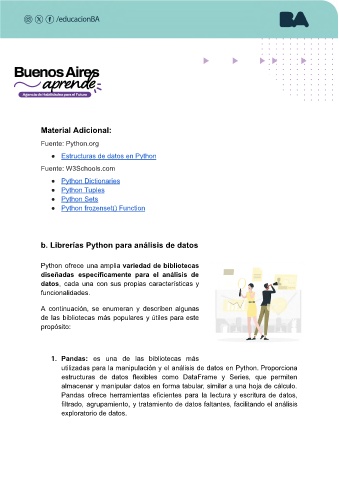 /educacionBA
BA
Buenos Aires
aprende
Agencia de Habilidades para el Futuro
Material Adicional:
Fuente: Python.org
● Estructuras de datos en Python
Fuente: W3Schools.com
● Python Dictionaries
● Python Tuples
● Python Sets
● Python frozenset() Function
b. Librerías Python para análisis de datos
Python ofrece una amplia variedad de bibliotecas
diseñadas específicamente para el análisis de
datos, cada una con sus propias características y
funcionalidades.
A continuación, se enumeran y describen algunas
de las bibliotecas más populares y útiles para este
propósito:
1. Pandas: es una de las bibliotecas más
utilizadas para la manipulación y el análisis de datos en Python. Proporciona
estructuras de datos flexibles como DataFrame y Series, que permiten
almacenar y manipular datos en forma tabular, similar a una hoja de cálculo.
Pandas ofrece herramientas eficientes para la lectura y escritura de datos,
filtrado, agrupamiento, y tratamiento de datos faltantes, facilitando el análisis
exploratorio de datos.